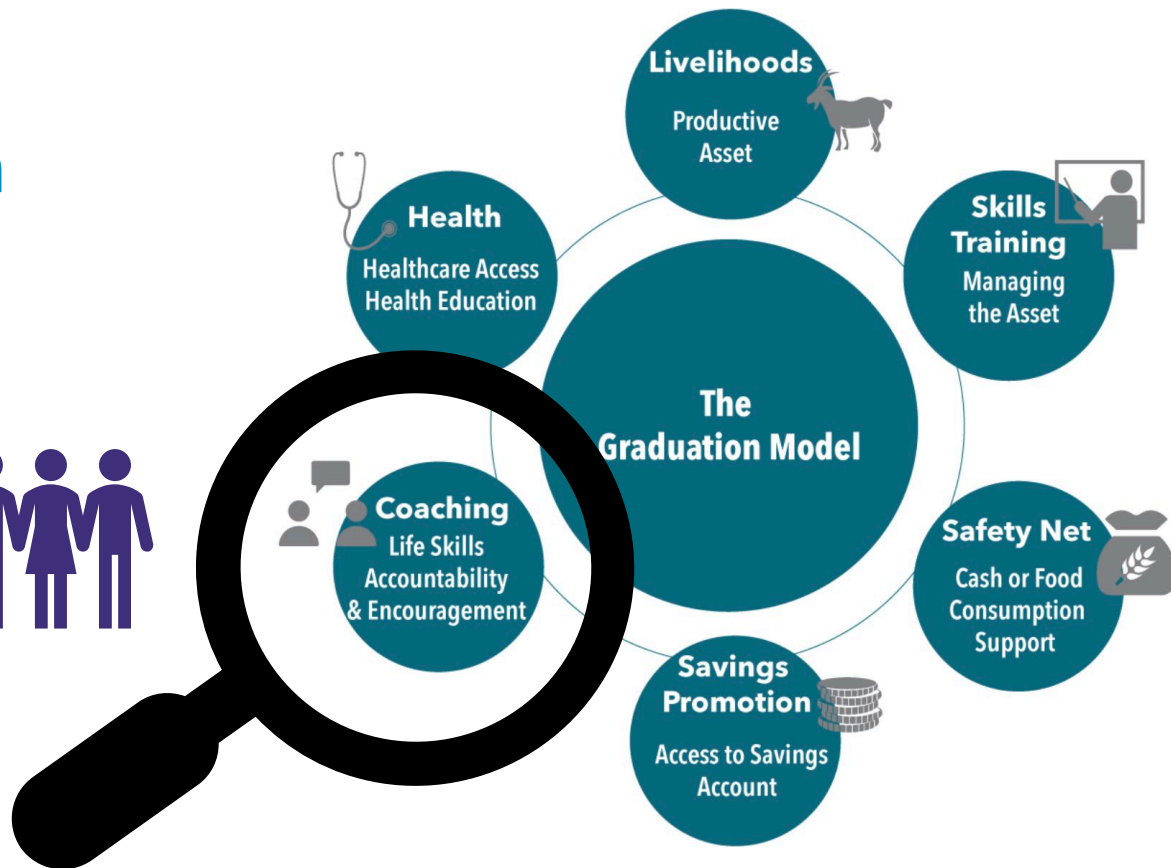 Livelihoods
Productive
Asset
Skills
Training
Managing
the Asset
Safety Net
Cash or Food
Consumption
Support
Savings
Promotion
Access to Savings
Account
Coaching
Life Skills
Accountability
& Encouragement
Health
Healthcare Access
Health Education
The
Graduation Model